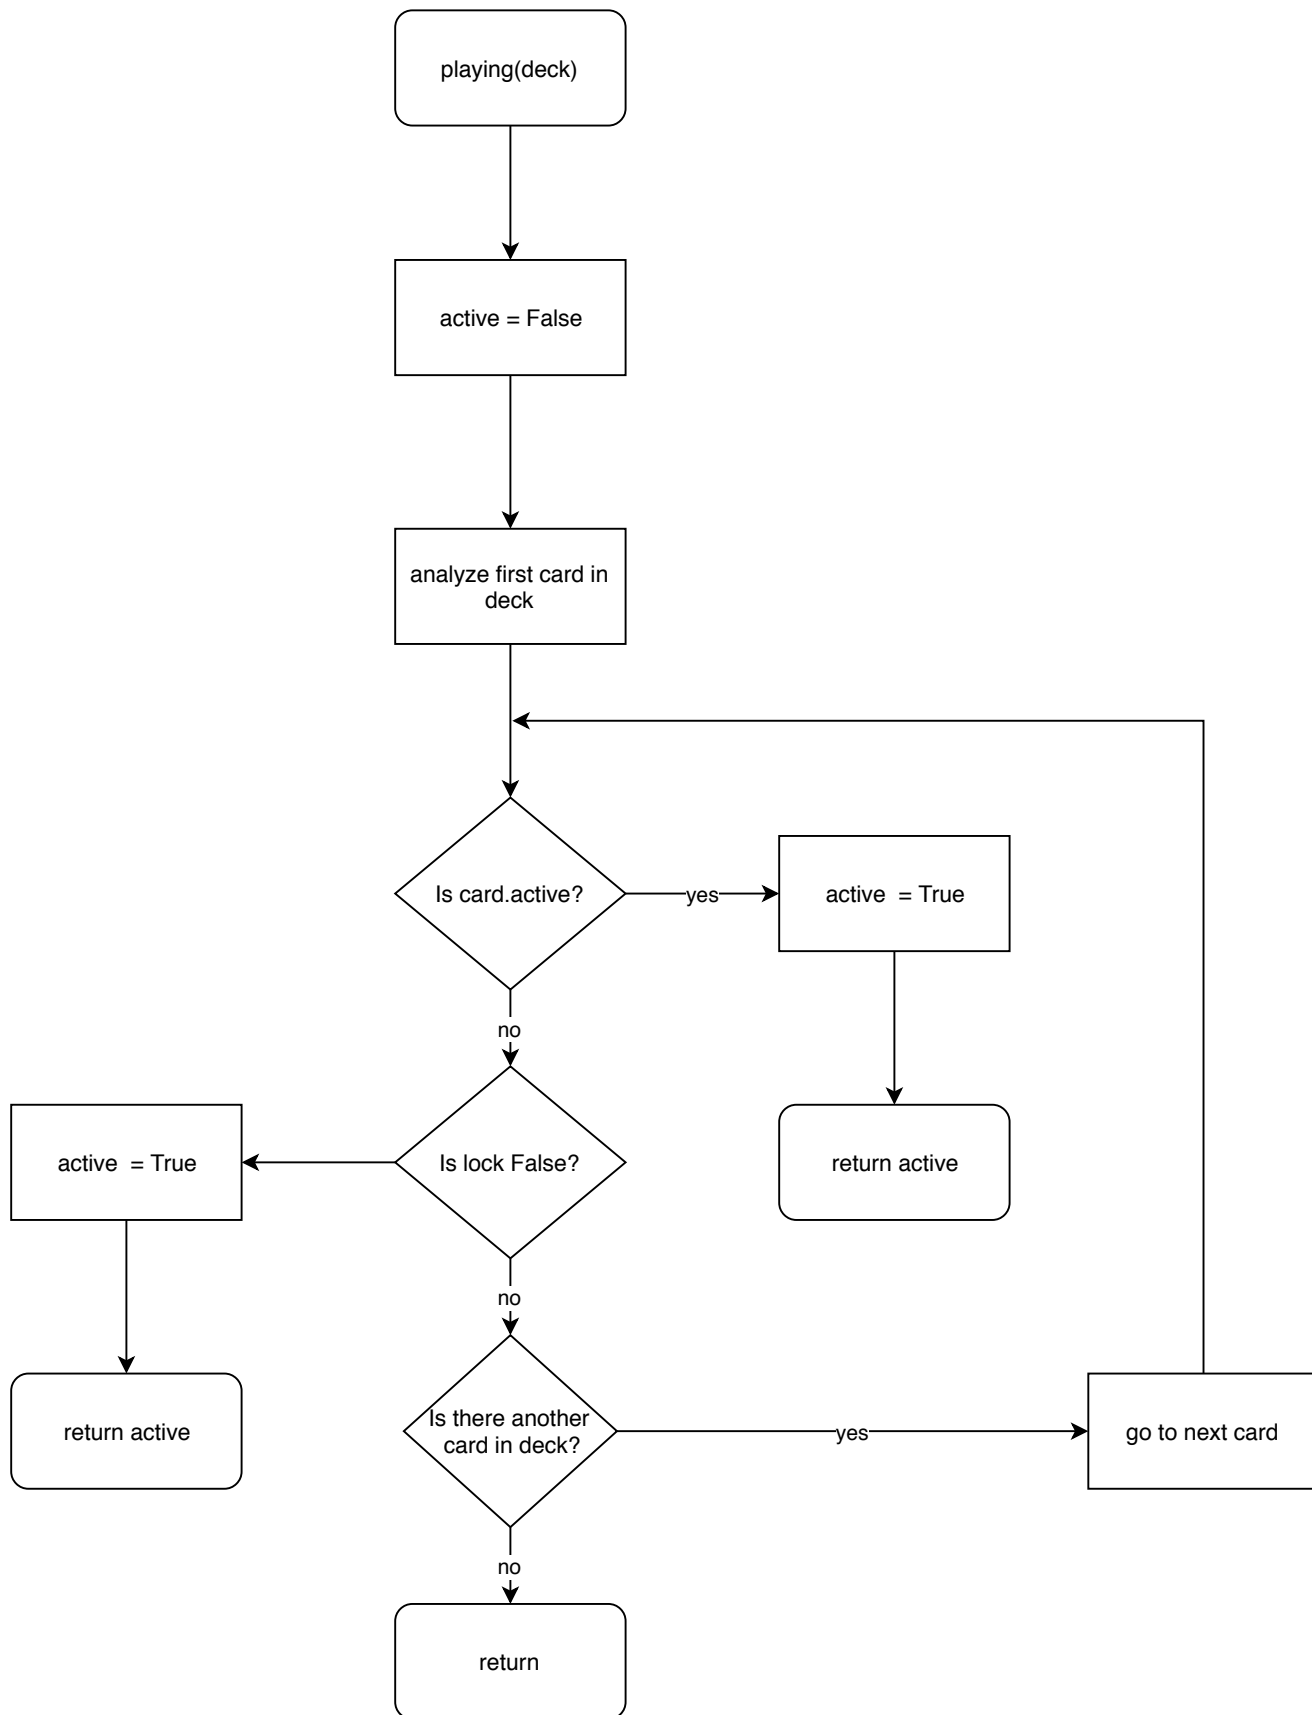 playing(deck)
active = False
analyze first card in
deck
Is card.active?
yes
active  = True
no
active  = True
Is lock False?
return active
no
return active
Is there another
card in deck?
yes
go to next card
no
return